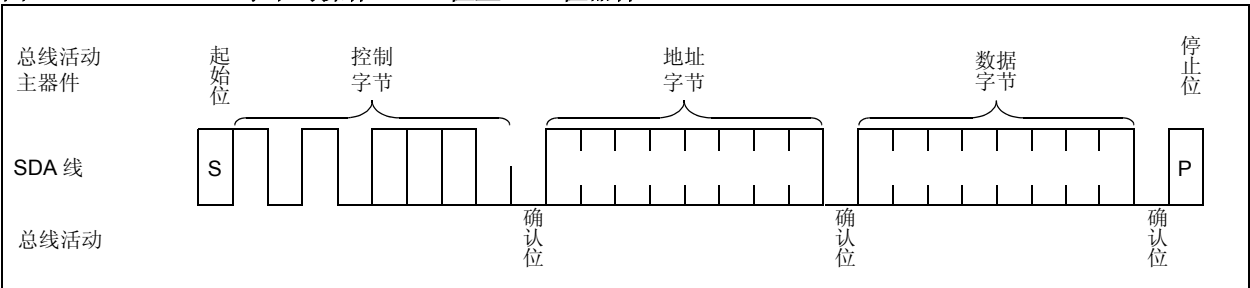 总线活动
主器件
起始位
控制
字节
地址
字节
数据
字节
停止位
SDA 线
S
P
总线活动
确认位
确认位
确认位